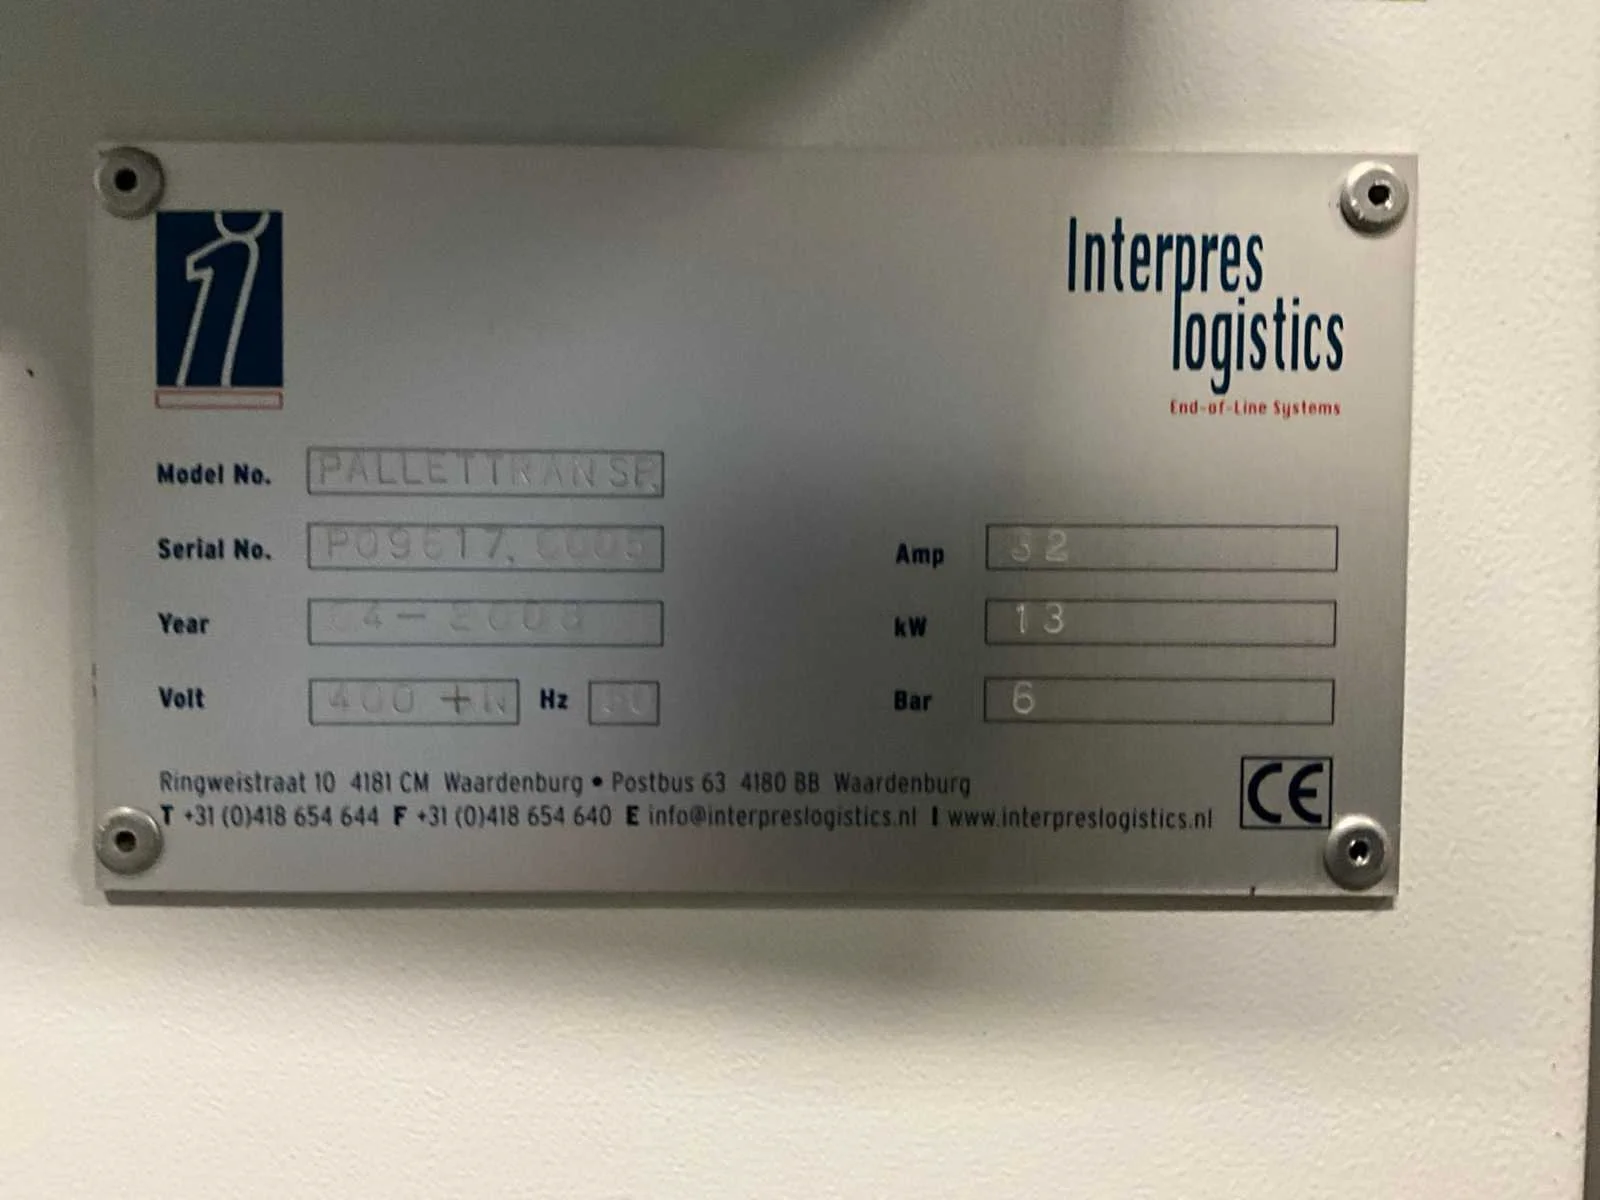 Interpres
logistics
End-of-Line Systems
Model No. PALLETTRANSP.
Serial No.
Amp 32
Year
kW 13
Volt 400 +N Hz 50
Bar 6
Ringweistraat 10 4181 CM Waardenburg • Postbus 63 4180 BB Waardenburg
T +31 (0)418 654 644 F +31 (0)418 654 640 E info@interpreslogistics.nl I www.interpreslogistics.nl
CE